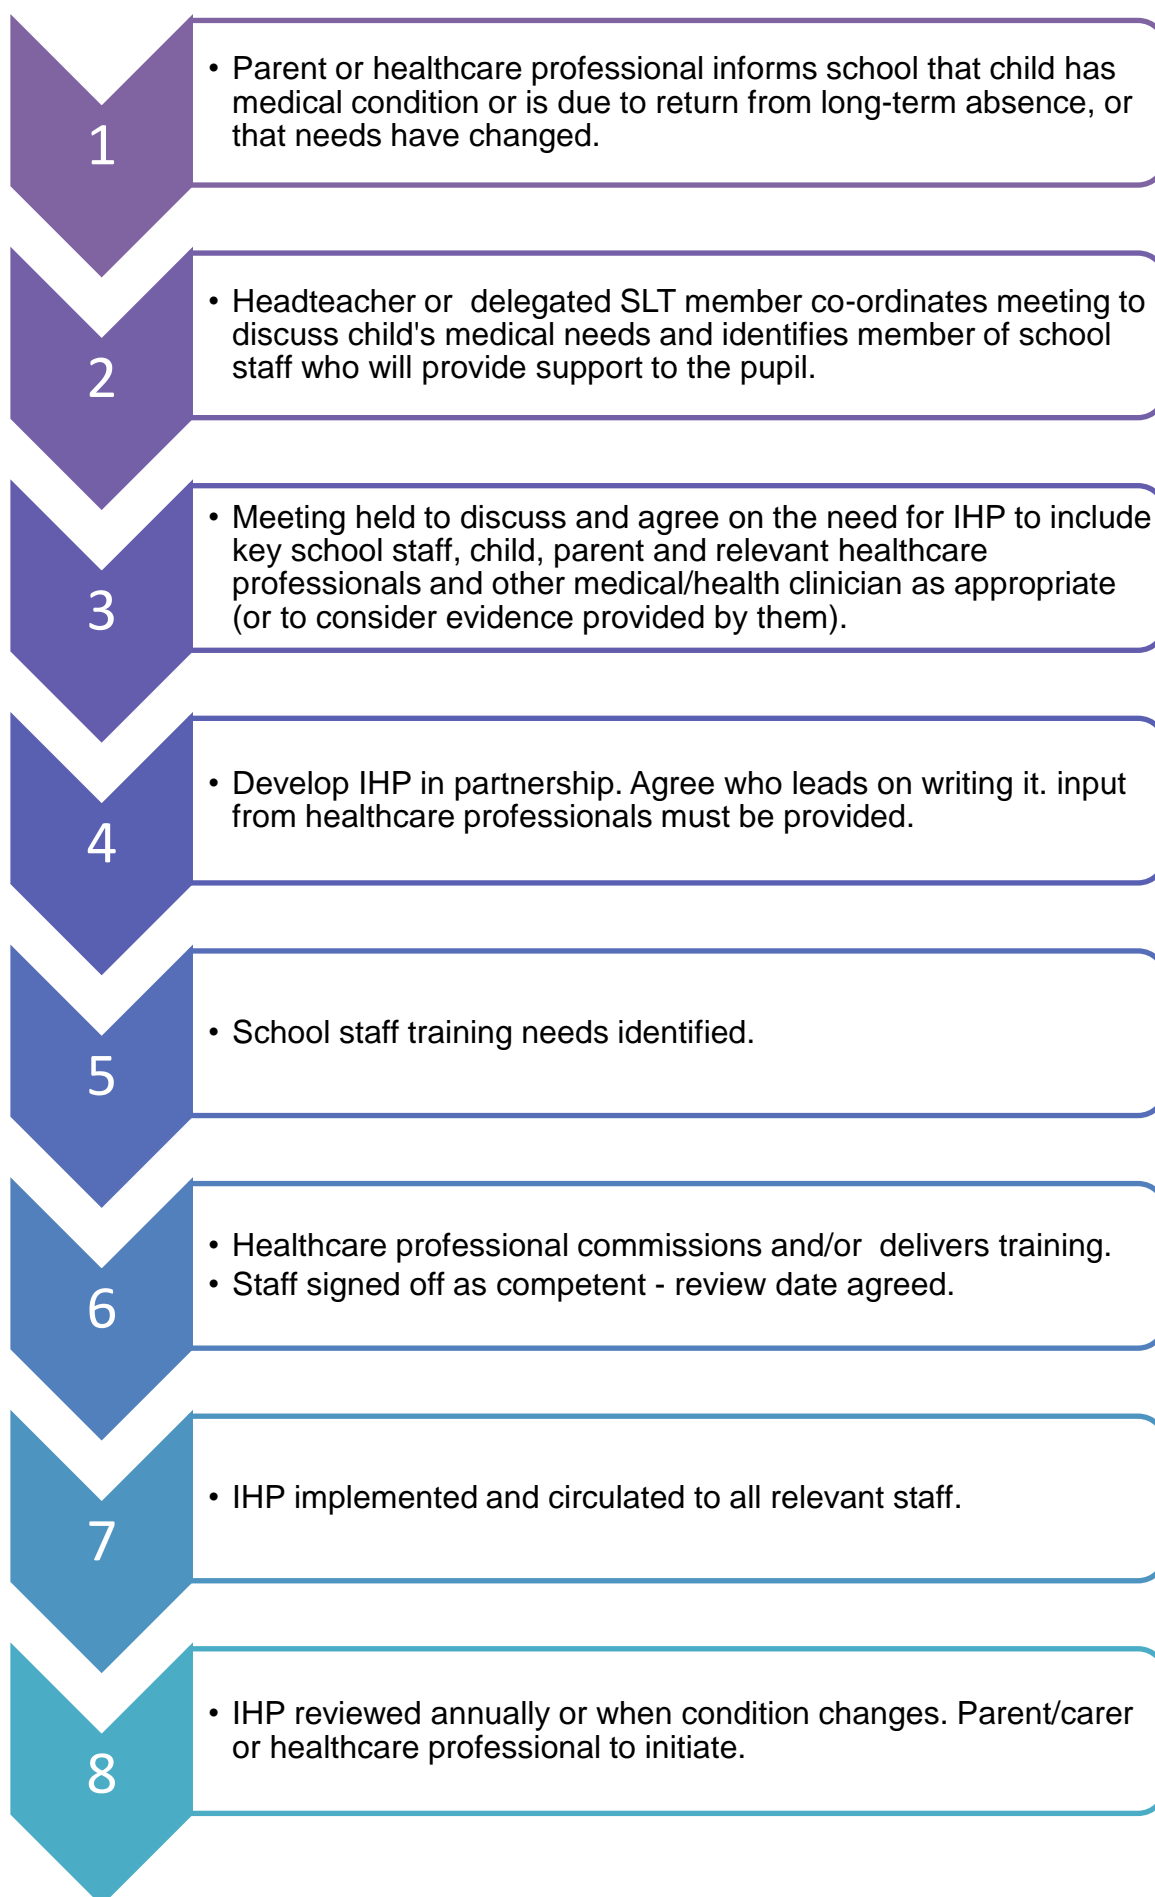 1
• Parent or healthcare professional informs school that child has
medical condition or is due to return from long-term absence, or
that needs have changed.
2
• Headteacher or  delegated SLT member co-ordinates meeting to
discuss child's medical needs and identifies member of school
staff who will provide support to the pupil.
3
• Meeting held to discuss and agree on the need for IHP to include
key school staff, child, parent and relevant healthcare
professionals and other medical/health clinician as appropriate
(or to consider evidence provided by them).
4
• Develop IHP in partnership. Agree who leads on writing it. input
from healthcare professionals must be provided.
5
• School staff training needs identified.
6
• Healthcare professional commissions and/or  delivers training.
• Staff signed off as competent - review date agreed.
7
• IHP implemented and circulated to all relevant staff.
8
• IHP reviewed annually or when condition changes. Parent/carer
or healthcare professional to initiate.